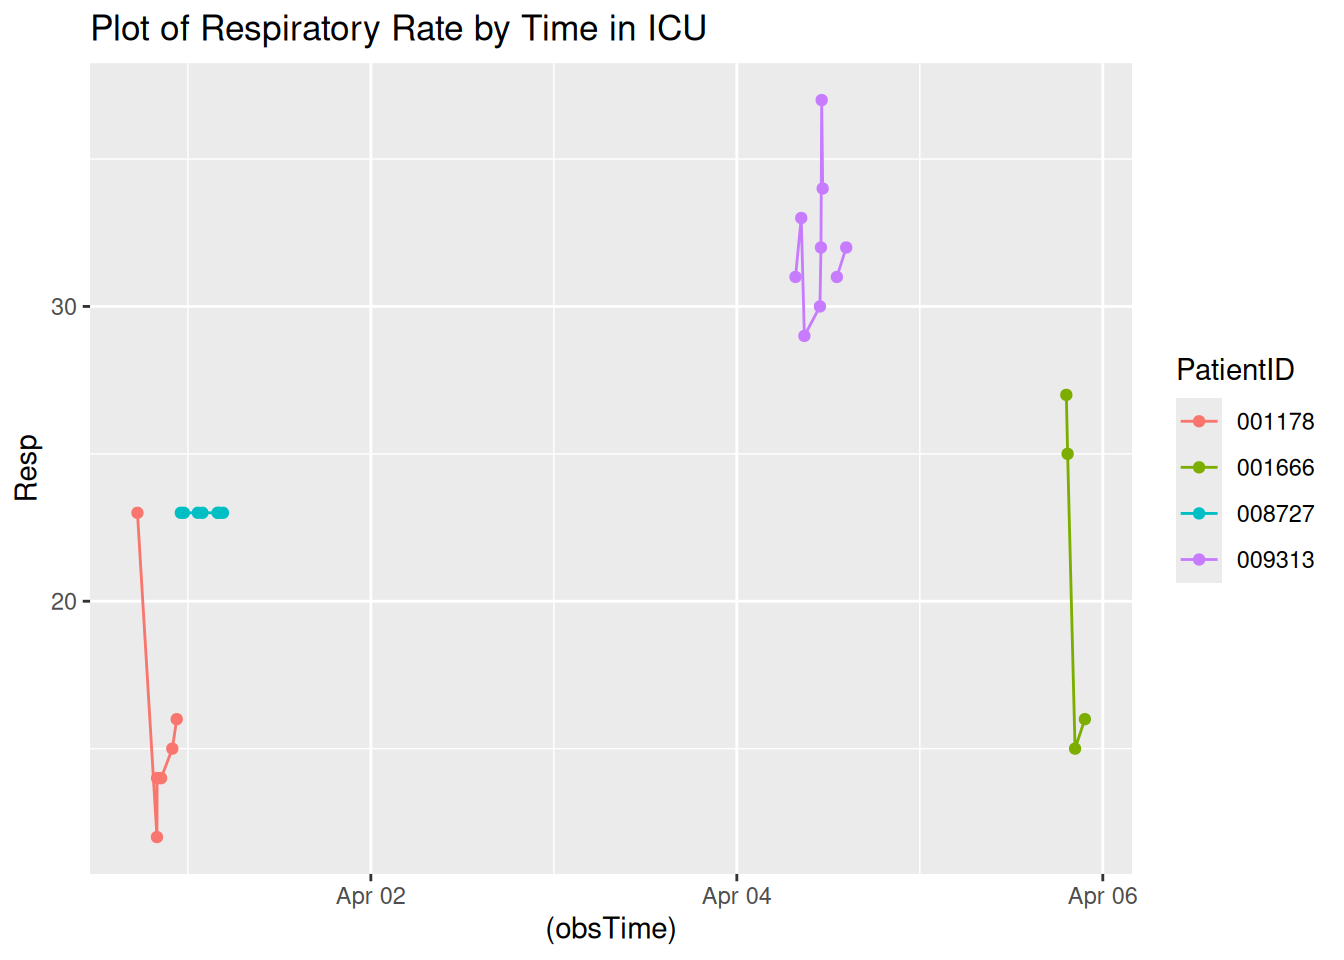 Plot of Respiratory Rate by Time in ICU
Resp
30
20
Apr 02
Apr 04
Apr 06
(obsTime)
PatientID
001178
001666
008727
009313